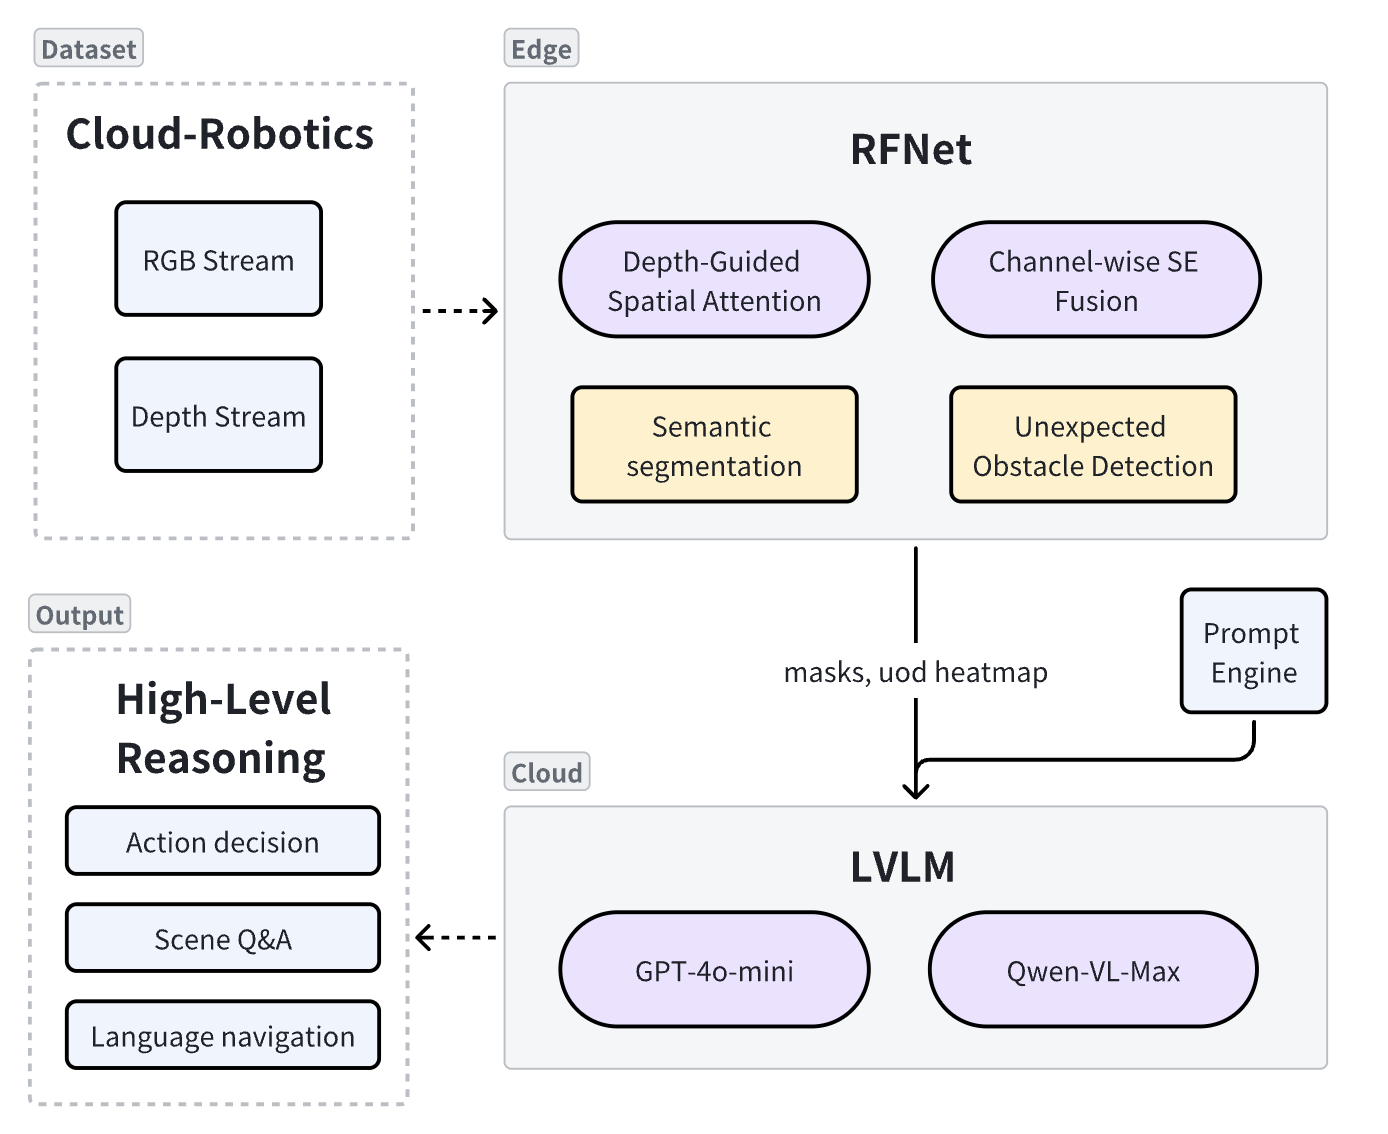 Dataset
Cloud-Robotics
RGB Stream
Depth Stream
Edge
RFNet
Depth-Guided
Spatial Attention
Channel-wise SE
Fusion
Semantic
segmentation
Unexpected
Obstacle Detection
masks, uod heatmap
Prompt
Engine
Cloud
LVLM
GPT-4o-mini
Qwen-VL-Max
Output
High-Level
Reasoning
Action decision
Scene Q&A
Language navigation